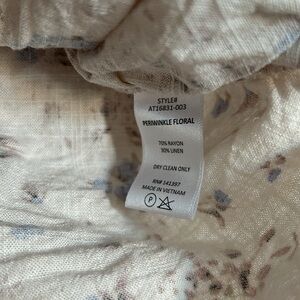 STYLE#
AT16831-003
PERIWINKLE FLORAL
70% RAYON
30% LINEN
DRY CLEAN ONLY
RN# 141397
MADE IN VIETNAM
P